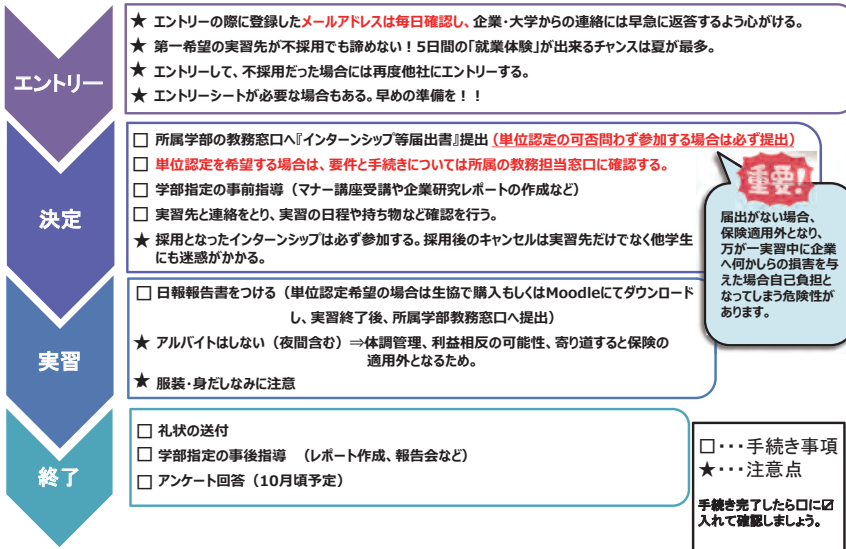 エントリー
★ エントリーの際に登録したメールアドレスは毎日確認し、企業・大学からの連絡には早急に返答するよう心がける。
★ 第一希望の実習先が不採用でも諦めない！5日間の「就業体験」が出来るチャンスは夏が最多。
★ エントリーして、不採用だった場合には再度他社にエントリーする。
★ エントリーシートが必要な場合もある。早めの準備を！！
決定
□ 所属学部の教務窓口へ『インターンシップ等届出書』提出（単位認定の可否問わず参加する場合は必ず提出）
□ 単位認定を希望する場合は、要件と手続きについては所属の教務担当窓口に確認する。
□ 学部指定の事前指導（マナー講座受講や企業研究レポートの作成など）
□ 実習先と連絡をとり、実習の日程や持ち物など確認を行う。
★ 採用となったインターンシップは必ず参加する。採用後のキャンセルは実習先だけでなく他学生
にも迷惑がかかる。
重要！
届出がない場合、
保険適用外となり、
万が一実習中に企業
へ何かしらの損害を与
えた場合自己負担と
なってしまう危険性が
あります。
実習
□ 日報報告書をつける（単位認定希望の場合は生協で購入もしくはMoodleにてダウンロード
し、実習終了後、所属学部教務窓口へ提出）
★ アルバイトはしない（夜間含む）⇒体調管理、利益相反の可能性、寄り道すると保険の
適用外となるため。
★ 服装・身だしなみに注意
終了
□ 礼状の送付
□ 学部指定の事後指導　（レポート作成、報告会など）
□ アンケート回答（10月頃予定）
□・・・手続き事項
★・・・注意点
手続き完了したら□に☑
入れて確認しましょう。